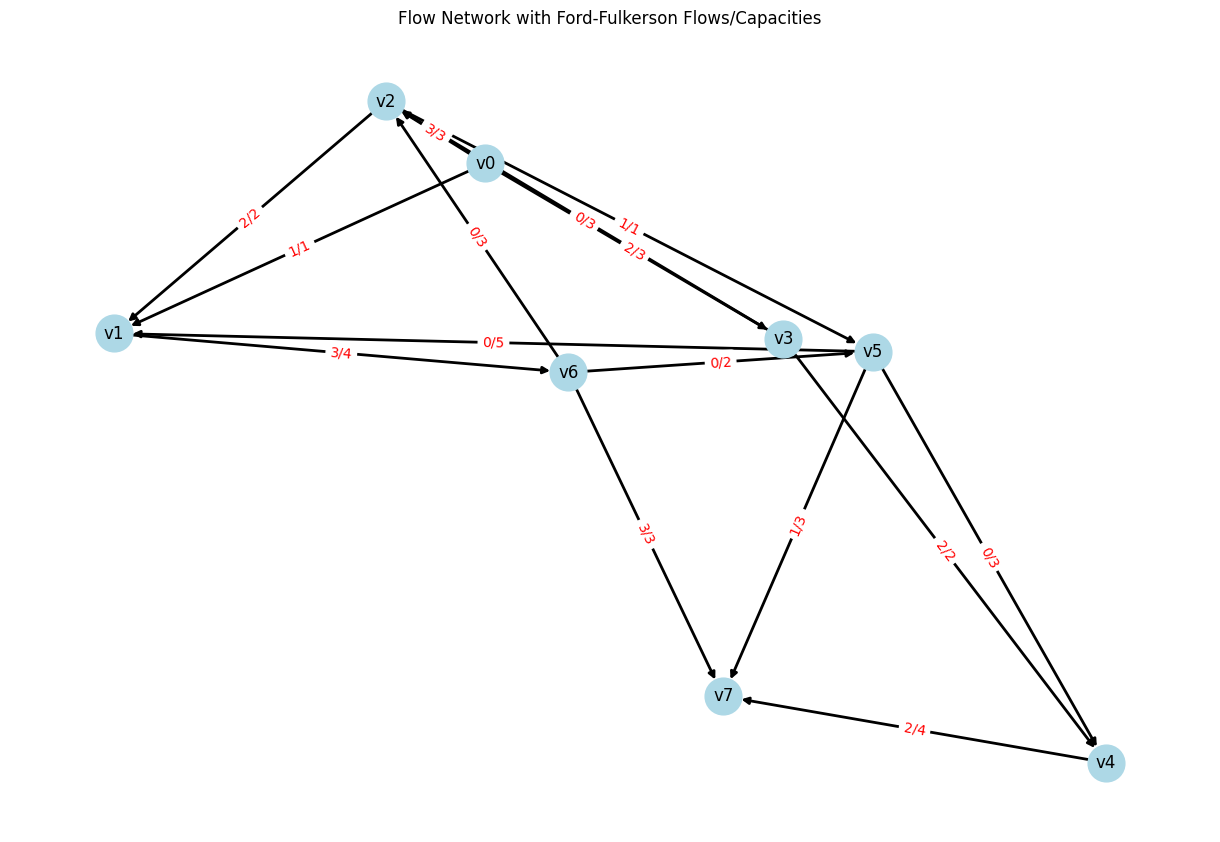 Flow Network with Ford-Fulkerson Flows/Capacities
v2
3/3
v0
2/2
1/1
0/3
0/3
1/1
2/3
v1
0/5
3/4
v6
0/2
v3
v5
3/3
1/3
2/2
0/3
v7
2/4
v4